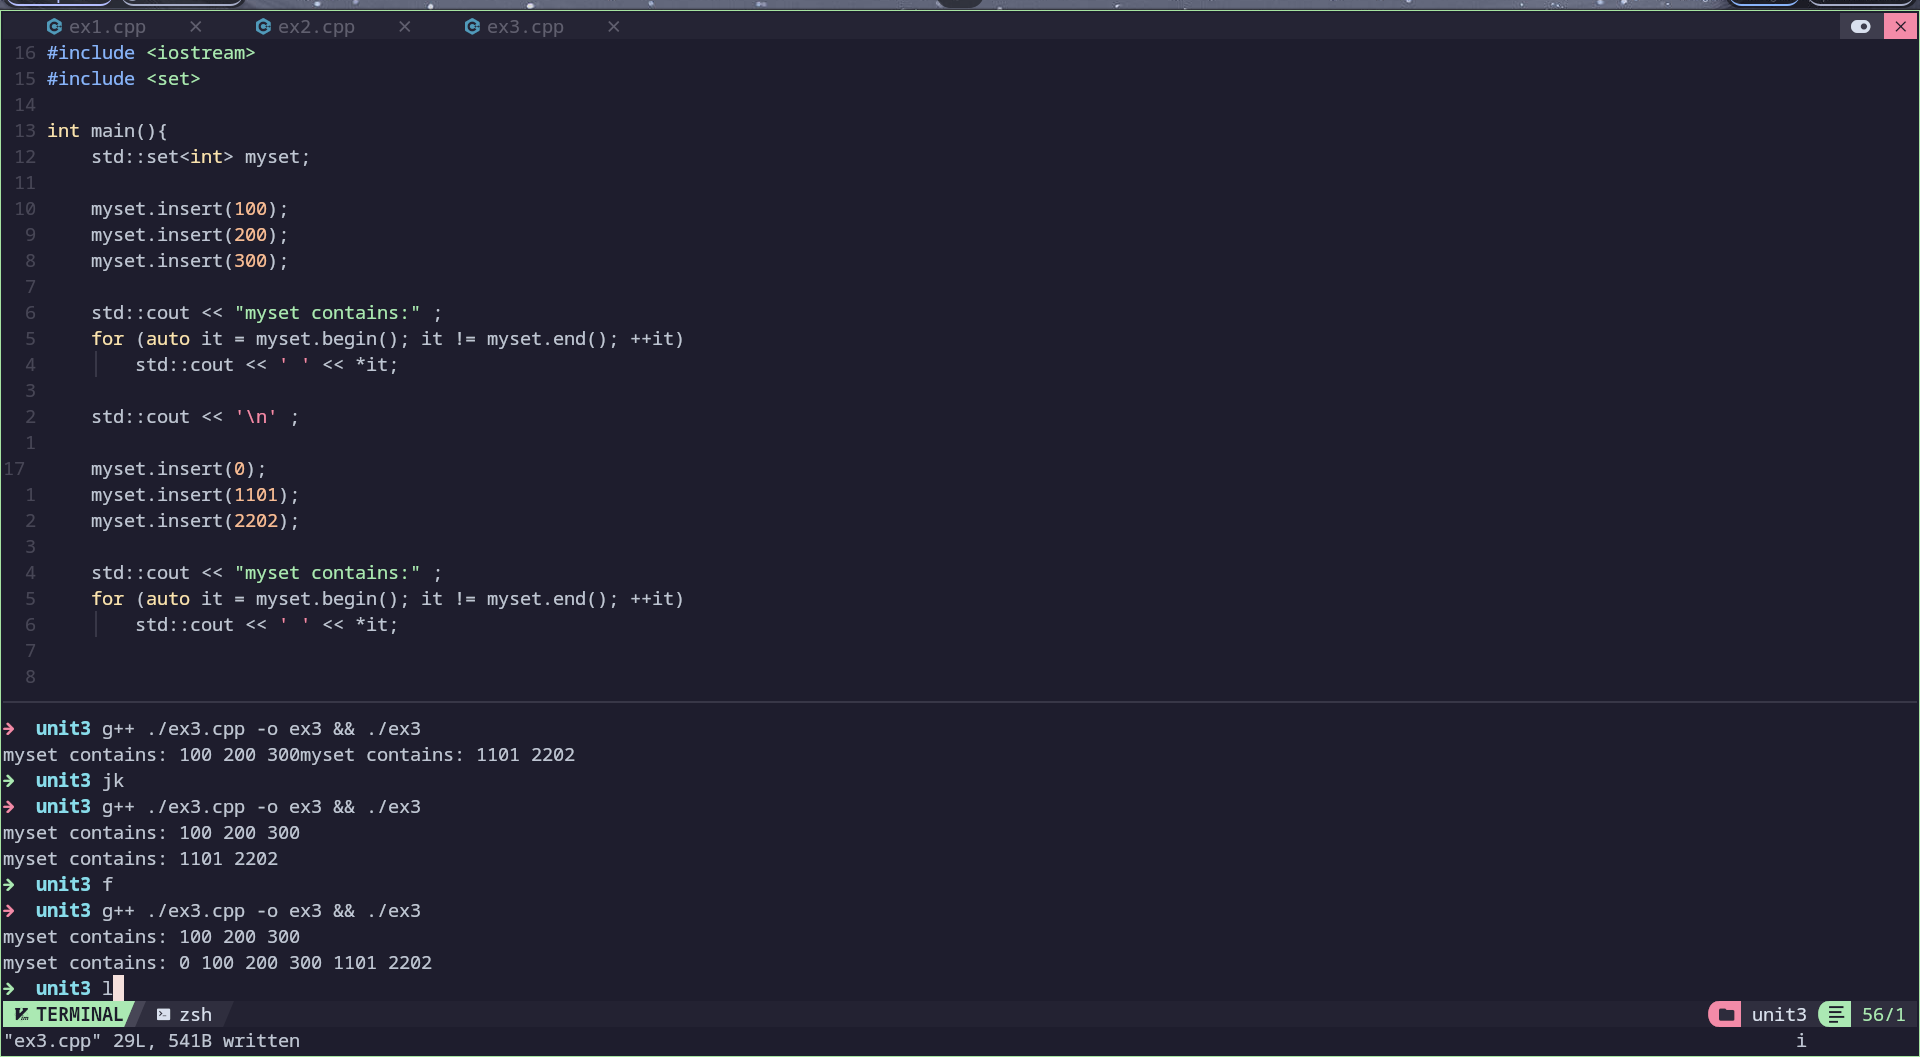 ex1.cpp ex2.cpp ex3.cpp
16 #include <iostream>
15 #include <set>
14
13 int main(){
12     std::set<int> myset;
11
10     myset.insert(100);
9     myset.insert(200);
8     myset.insert(300);
7
6     std::cout << "myset contains:" ;
5     for (auto it = myset.begin(); it != myset.end(); ++it)
4         std::cout << ' ' << *it;
3
2     std::cout << '\n' ;
1
17     myset.insert(0);
1     myset.insert(1101);
2     myset.insert(2202);
3
4     std::cout << "myset contains:" ;
5     for (auto it = myset.begin(); it != myset.end(); ++it)
6         std::cout << ' ' << *it;
7
8
→ unit3 g++ ./ex3.cpp -o ex3 && ./ex3
myset contains: 100 200 300myset contains: 1101 2202
→ unit3 jk
→ unit3 g++ ./ex3.cpp -o ex3 && ./ex3
myset contains: 100 200 300
myset contains: 1101 2202
→ unit3 f
→ unit3 g++ ./ex3.cpp -o ex3 && ./ex3
myset contains: 100 200 300
myset contains: 0 100 200 300 1101 2202
→ unit3 l
TERMINAL zsh unit3 56/1
"ex3.cpp" 29L, 541B written i